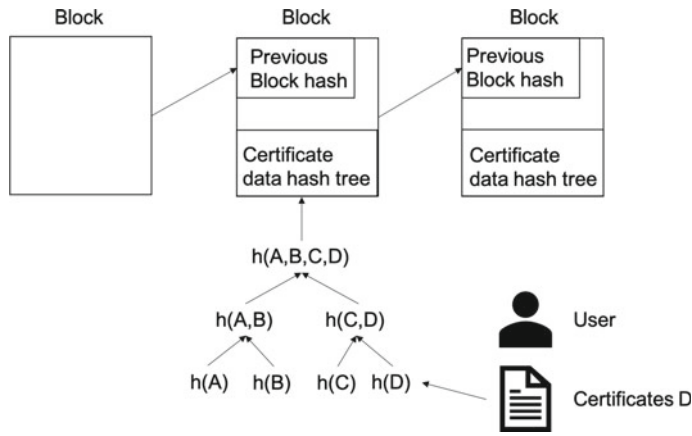 Block
Block
Block
Previous
Block hash
Previous
Block hash
Certificate
data hash tree
Certificate
data hash tree
h(A,B,C,D)
h(A,B)
h(C,D)
User
h(A)
h(B)
h(C)
h(D)
Certificates D